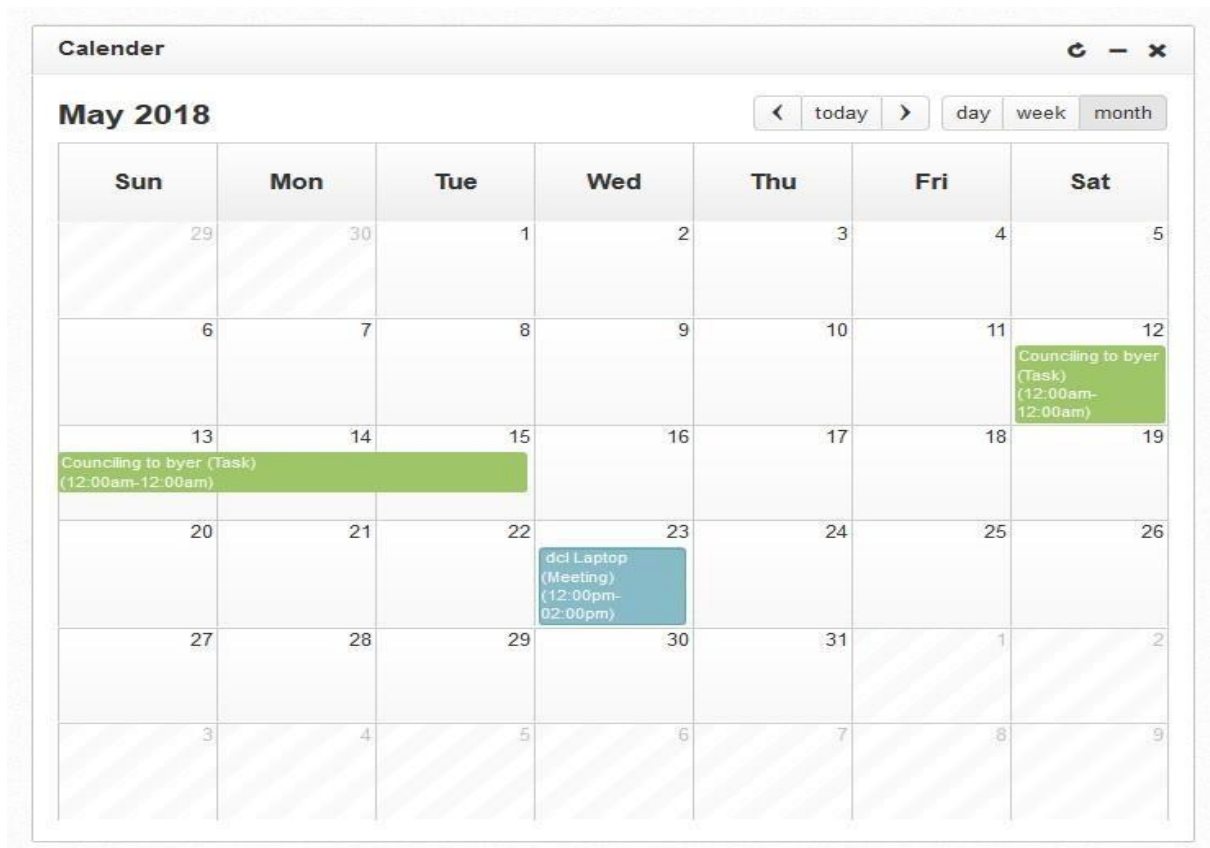 Calender
May 2018
today
day week month
Sun Mon Tue Wed Thu Fri Sat
29 30 1 2 3 4 5
6 7 8 9 10 11 12
Counciling to byer
(Task)
(12:00am-
12:00am)
13 14 15 16 17 18 19
Counciling to byer (Task)
(12:00am-12:00am)
20 21 22 23 24 25 26
dcl Laptop
(Meeting)
(12:00pm-
02:00pm)
27 28 29 30 31 1 2
3 4 5 6 7 8 9